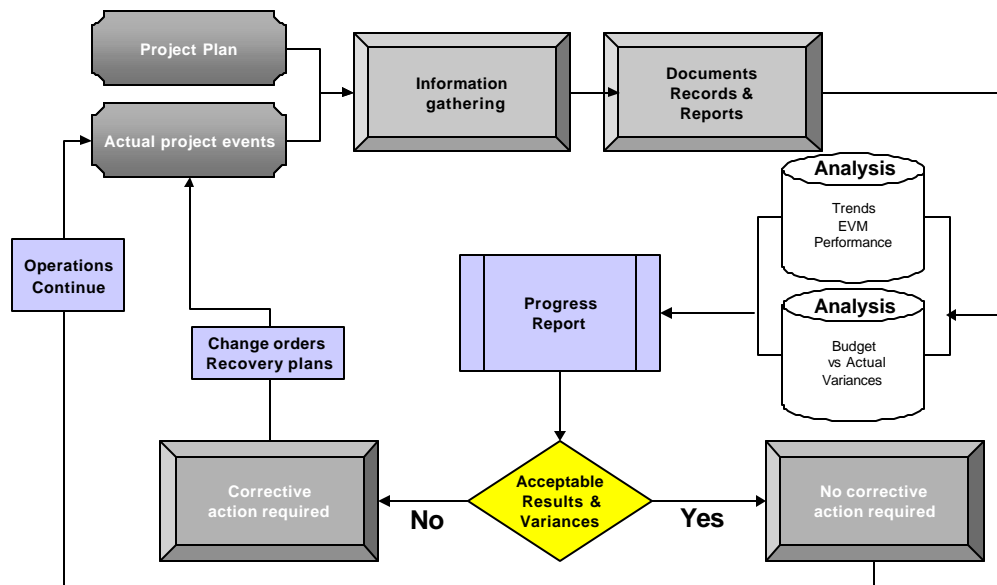 Project Plan
Information
gathering
Documents
Records &
Reports
Actual project events
Analysis
Trends
EVM
Performance
Operations
Continue
Progress
Report
Analysis
Budget
vs Actual
Variances
Change orders
Recovery plans
Corrective
action required
No
Acceptable
Results &
Variances
Yes
No corrective
action required